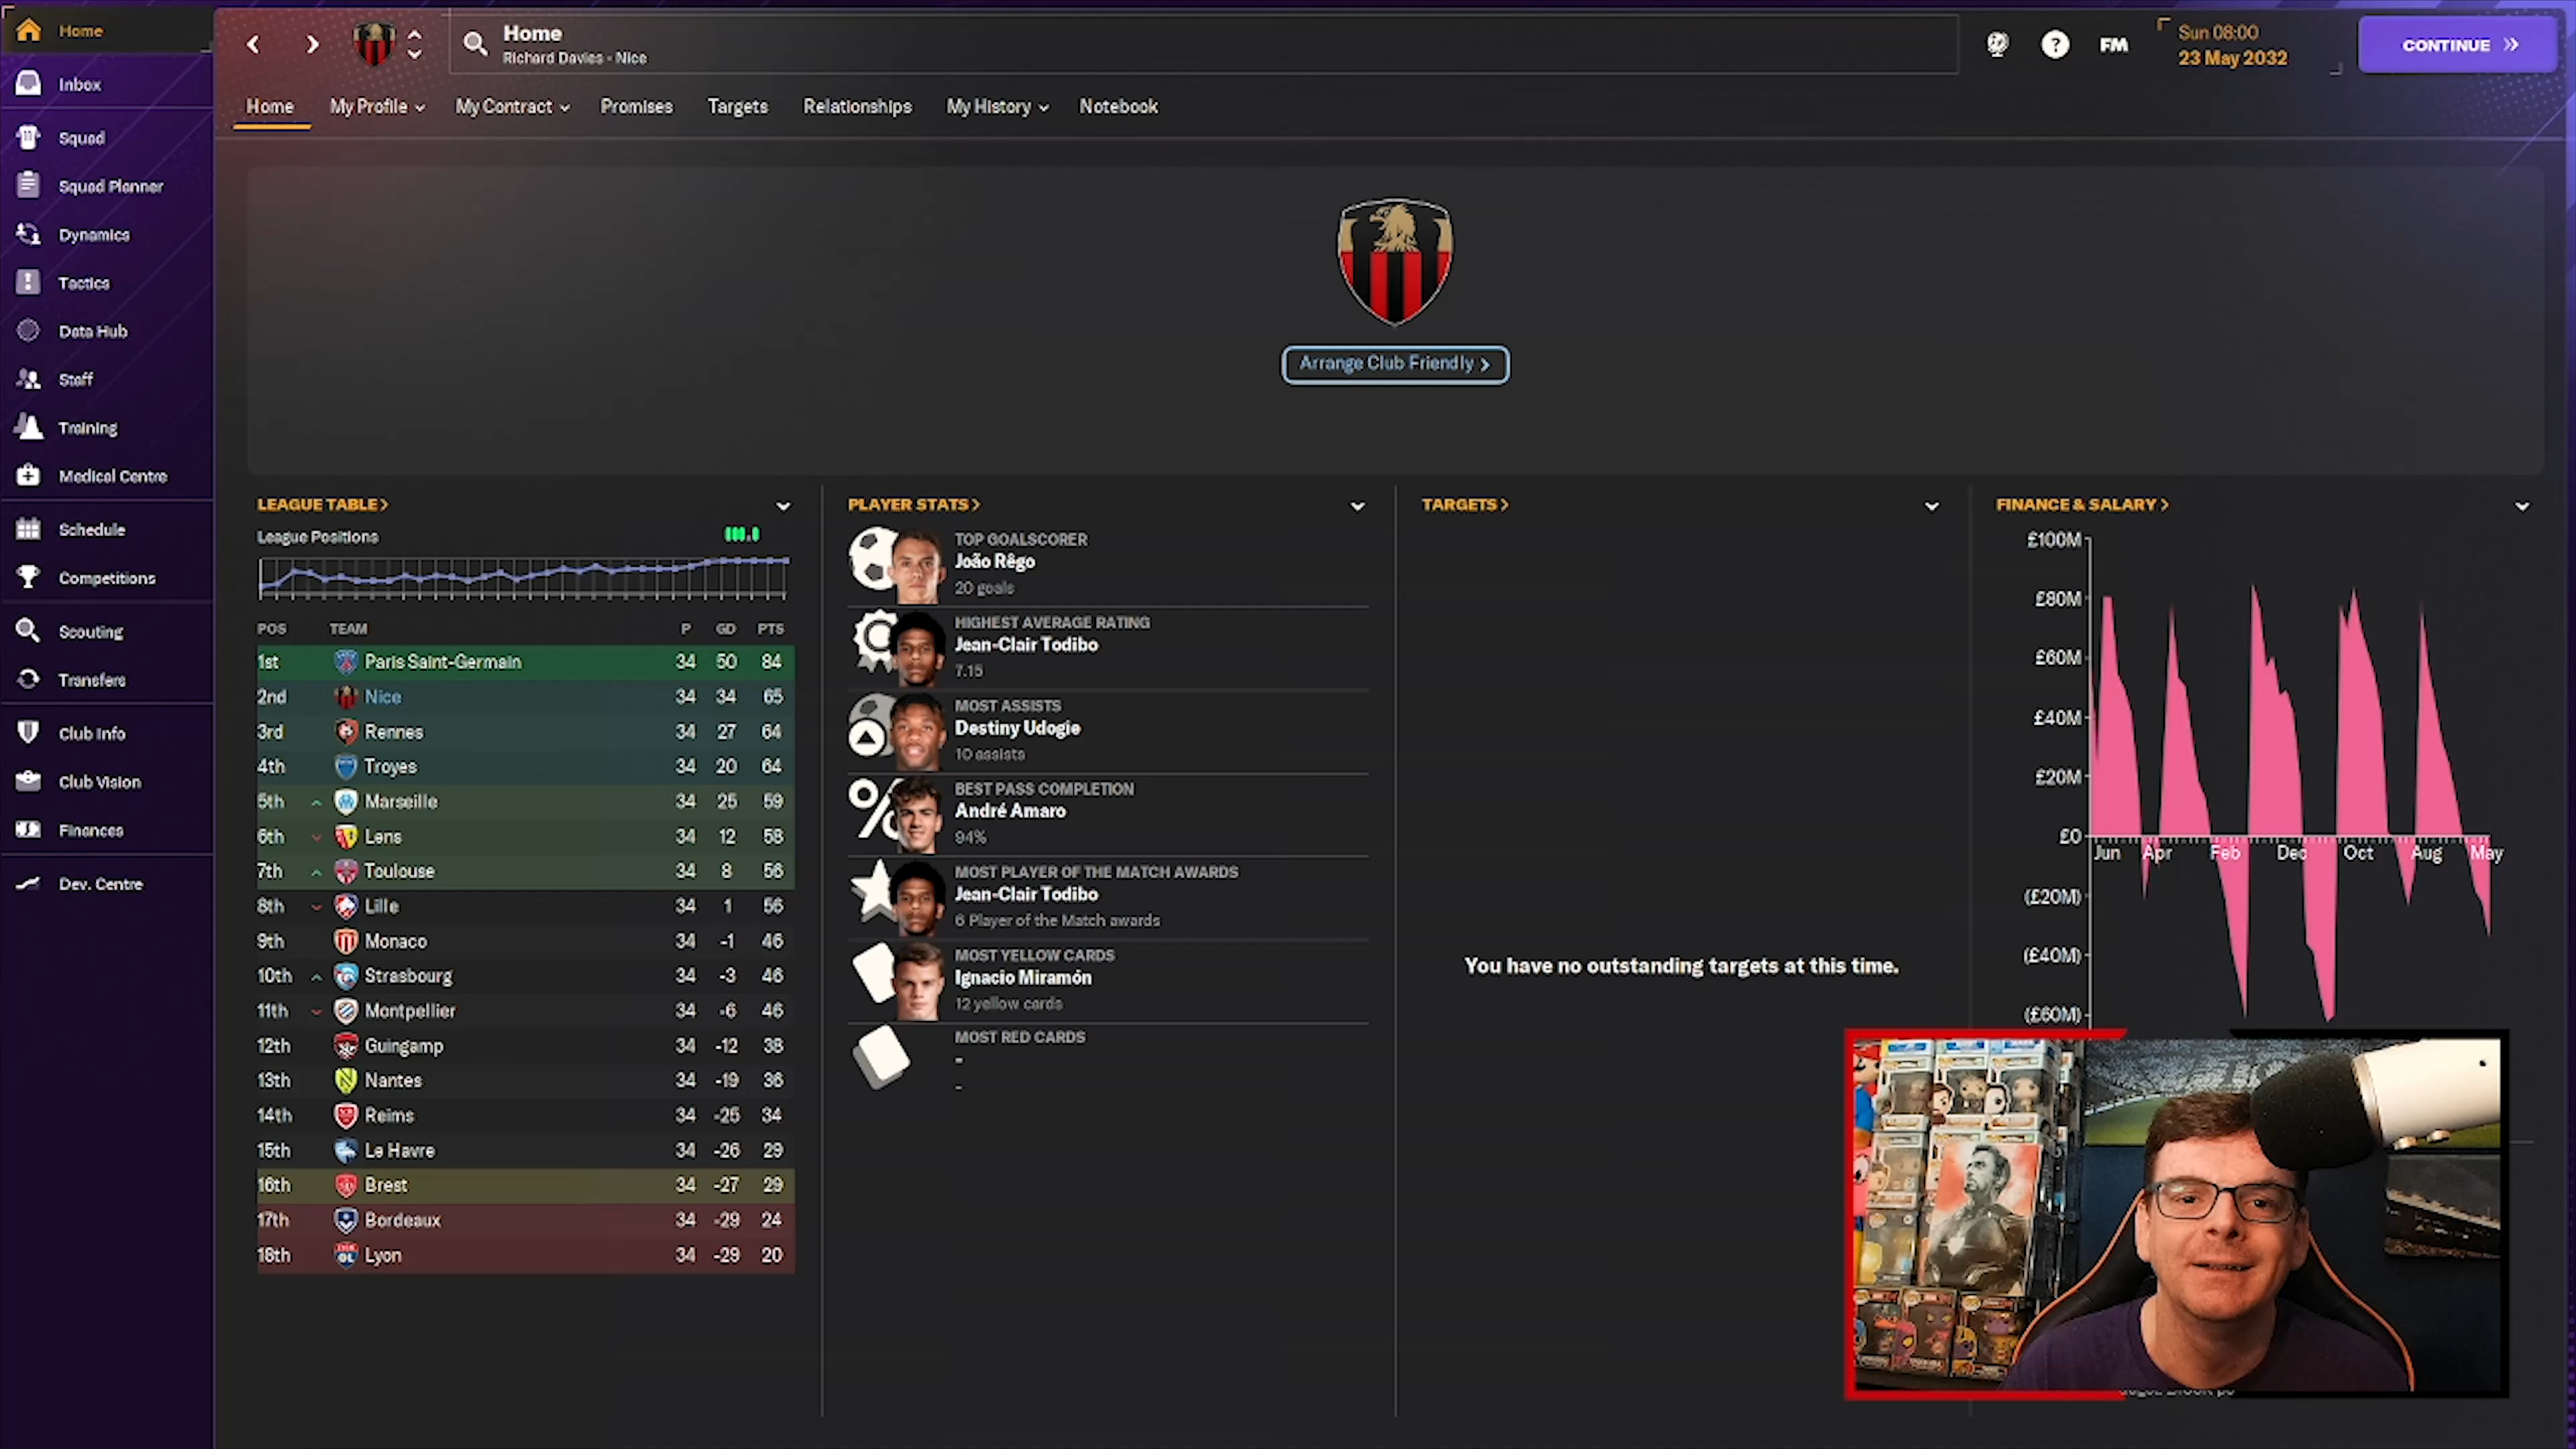 Home
Inbox
Squad
Squad Planner
Dynamics
Tactics
Data Hub
Staff
Training
Medical Centre
Schedule
Competitions
Scouting
Transfers
Club Info
Club Vision
Finances
Dev. Centre
Home
Richard Davies - Nice
?
FM
Sun 08:00
23 May 2032
CONTINUE
Home My Profile My Contract Promises Targets Relationships My History Notebook
Arrange Club Friendly
LEAGUE TABLE
League Positions
POS TEAM P GD PTS
1st Paris Saint-Germain 34 50 84
2nd Nice 34 34 65
3rd Rennes 34 27 64
4th Troyes 34 20 64
5th Marseille 34 25 59
6th Lens 34 12 58
7th Toulouse 34 8 56
8th Lille 34 1 56
9th Monaco 34 -1 46
10th Strasbourg 34 -3 46
11th Montpellier 34 -6 46
12th Guingamp 34 -12 38
13th Nantes 34 -19 36
14th Reims 34 -25 34
15th Le Havre 34 -26 29
16th Brest 34 -27 29
17th Bordeaux 34 -29 24
18th Lyon 34 -29 20
PLAYER STATS
TOP GOALSCORER
João Rêgo
20 goals
HIGHEST AVERAGE RATING
Jean-Clair Todibo
7.15
MOST ASSISTS
Destiny Udogie
10 assists
BEST PASS COMPLETION
André Amaro
94%
MOST PLAYER OF THE MATCH AWARDS
Jean-Clair Todibo
6 Player of the Match awards
MOST YELLOW CARDS
Ignacio Miramón
12 yellow cards
MOST RED CARDS
-
-
TARGETS
You have no outstanding targets at this time.
FINANCE & SALARY
£100M
£80M
£60M
£40M
£20M
£0
Jun Apr Feb Dec Oct Aug May
(£20M)
(£40M)
(£60M)